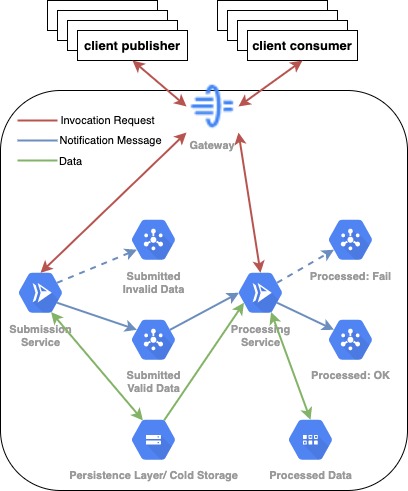 client publisher
client consumer
Invocation Request
Notification Message
Data
Gateway
Submitted
Invalid Data
Processed: Fail
Submission
Service
Processing
Service
Submitted
Valid Data
Processed: OK
Persistence Layer/ Cold Storage
Processed Data